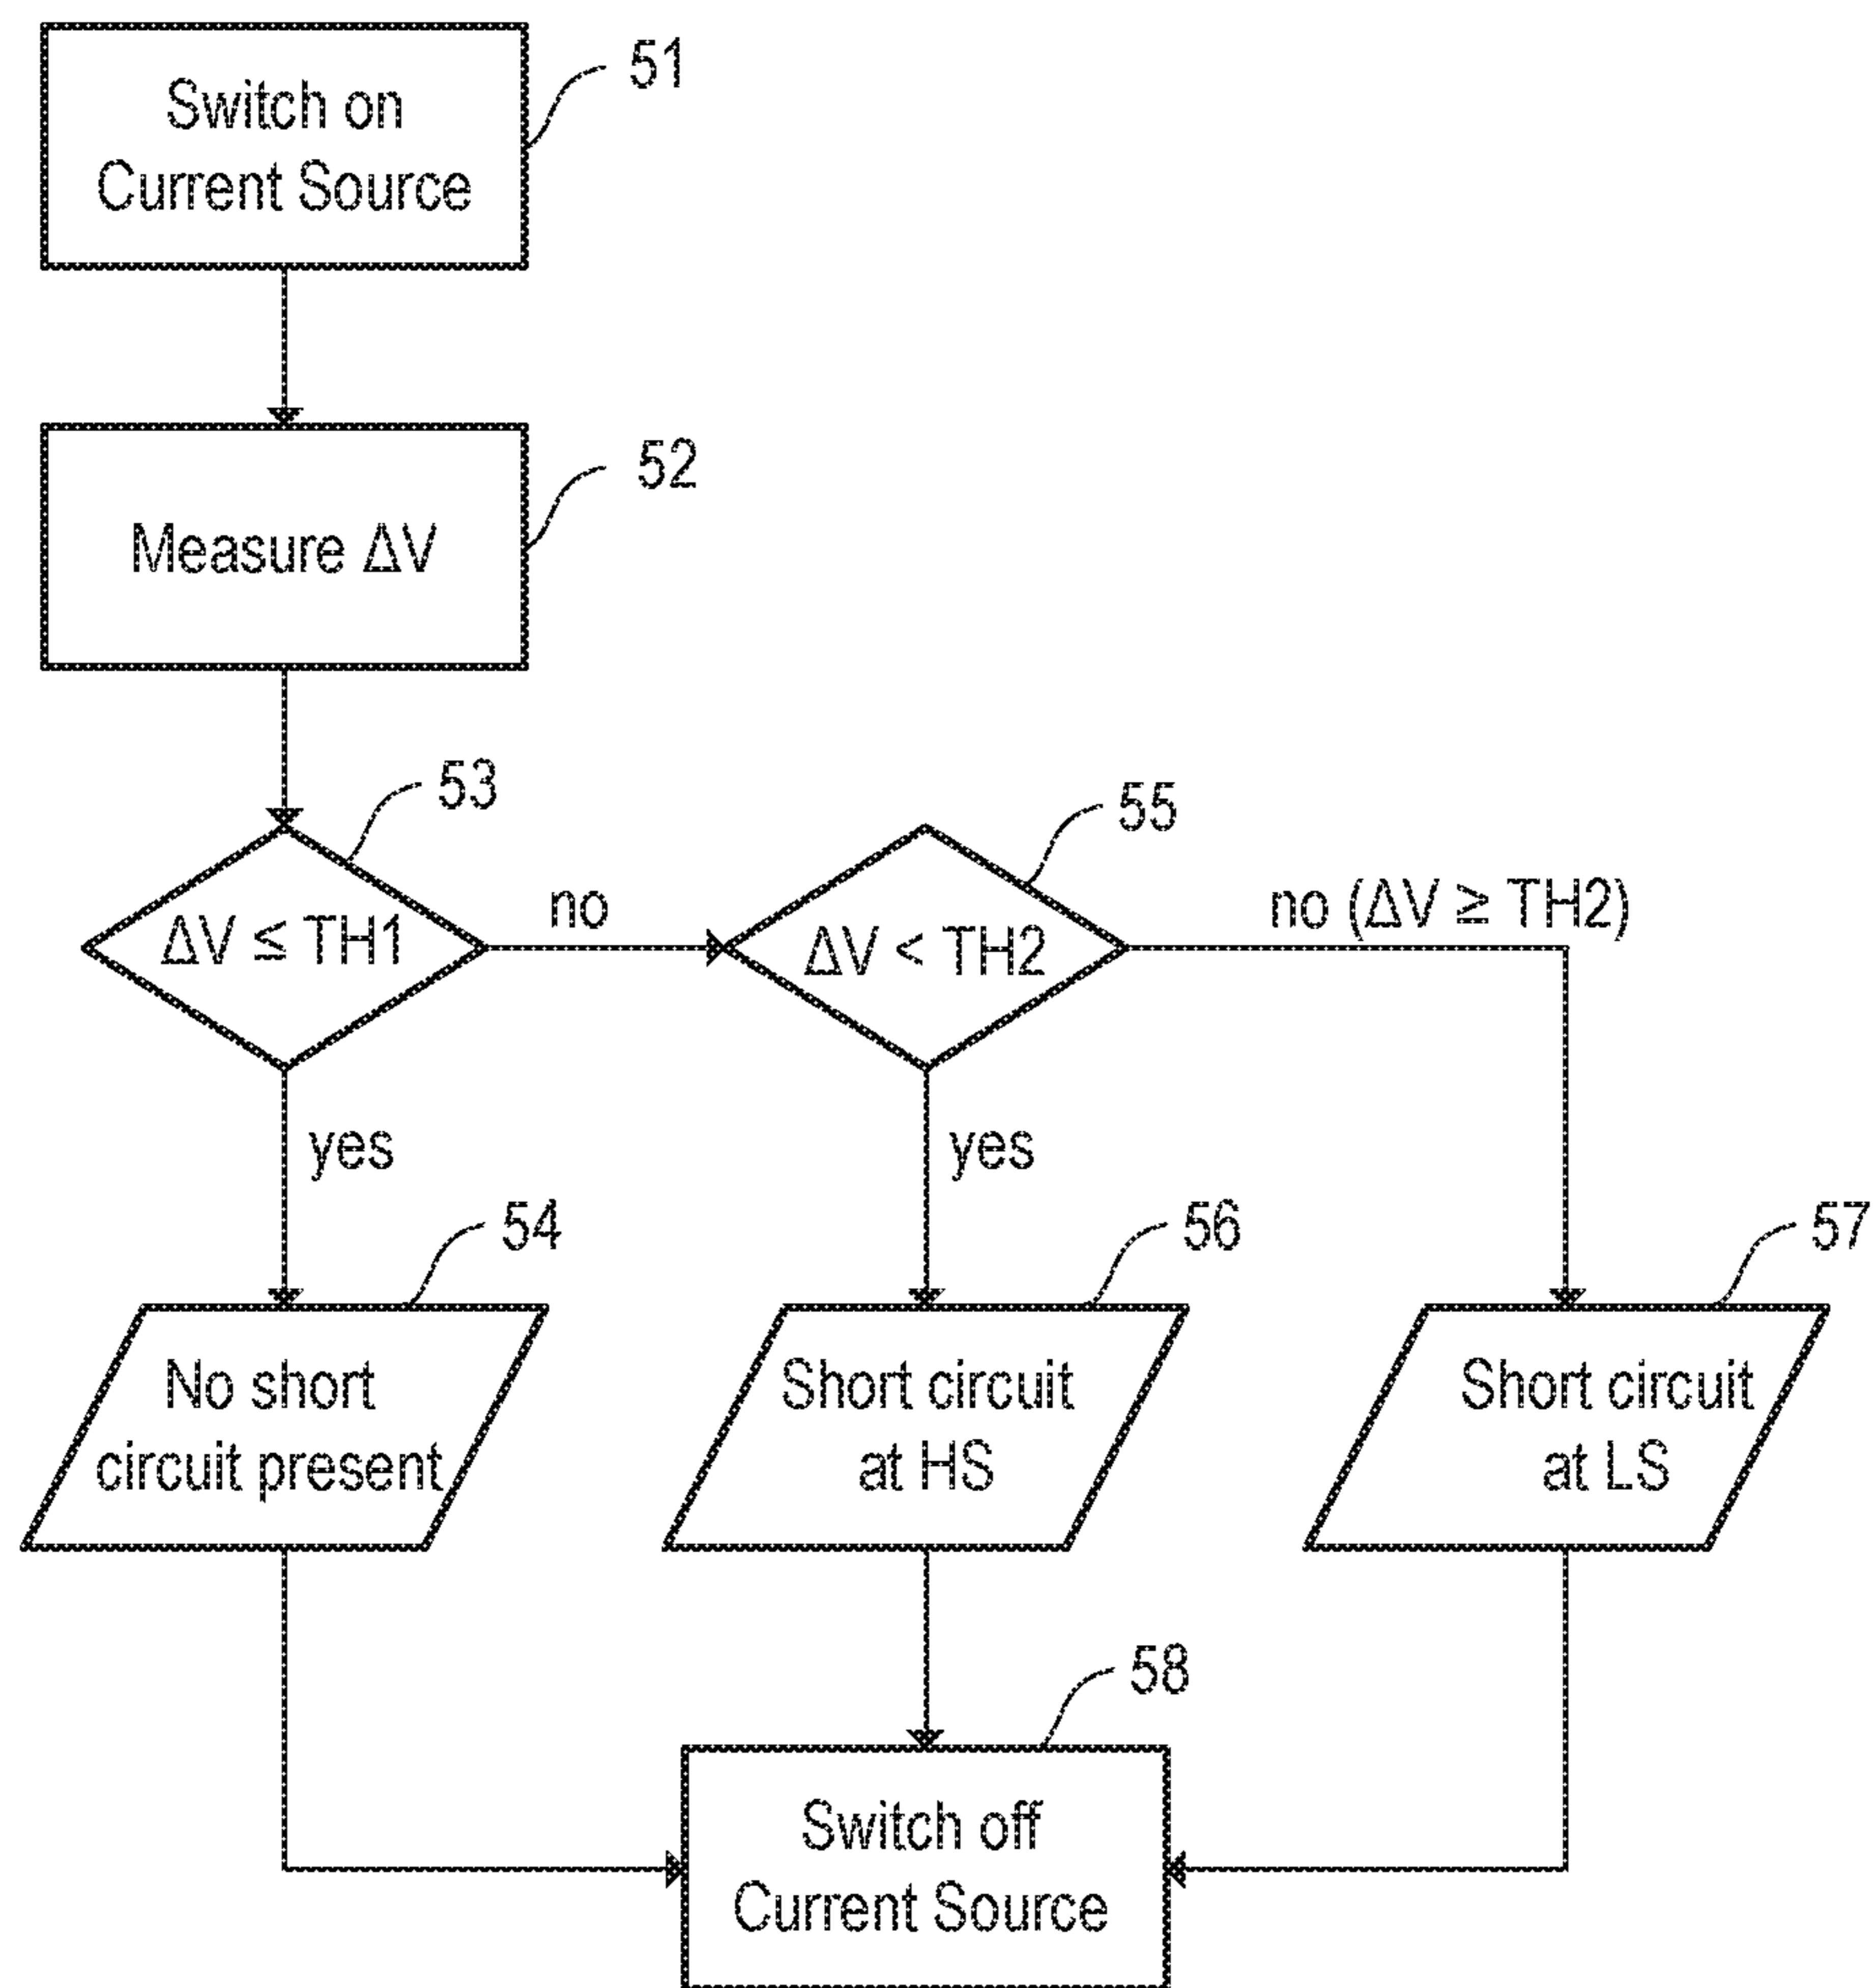 51
Switch on
Current Source
52
Measure ΔV
53
ΔV ≤ TH1
no
55
ΔV < TH2
no (ΔV ≥ TH2)
yes
yes
54
No short
circuit present
56
Short circuit
at HS
57
Short circuit
at LS
58
Switch off
Current Source